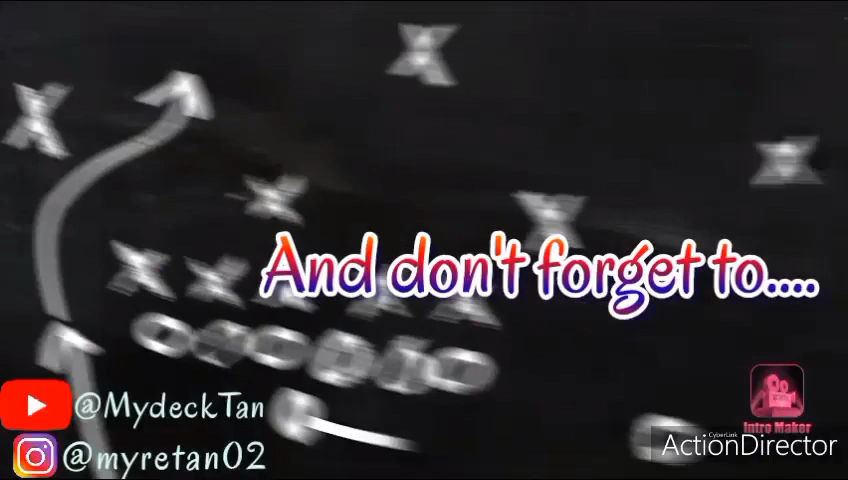 And don't forget to....
@MydeckTan
@myretan02
Intro Maker
CyberLink
ActionDirector